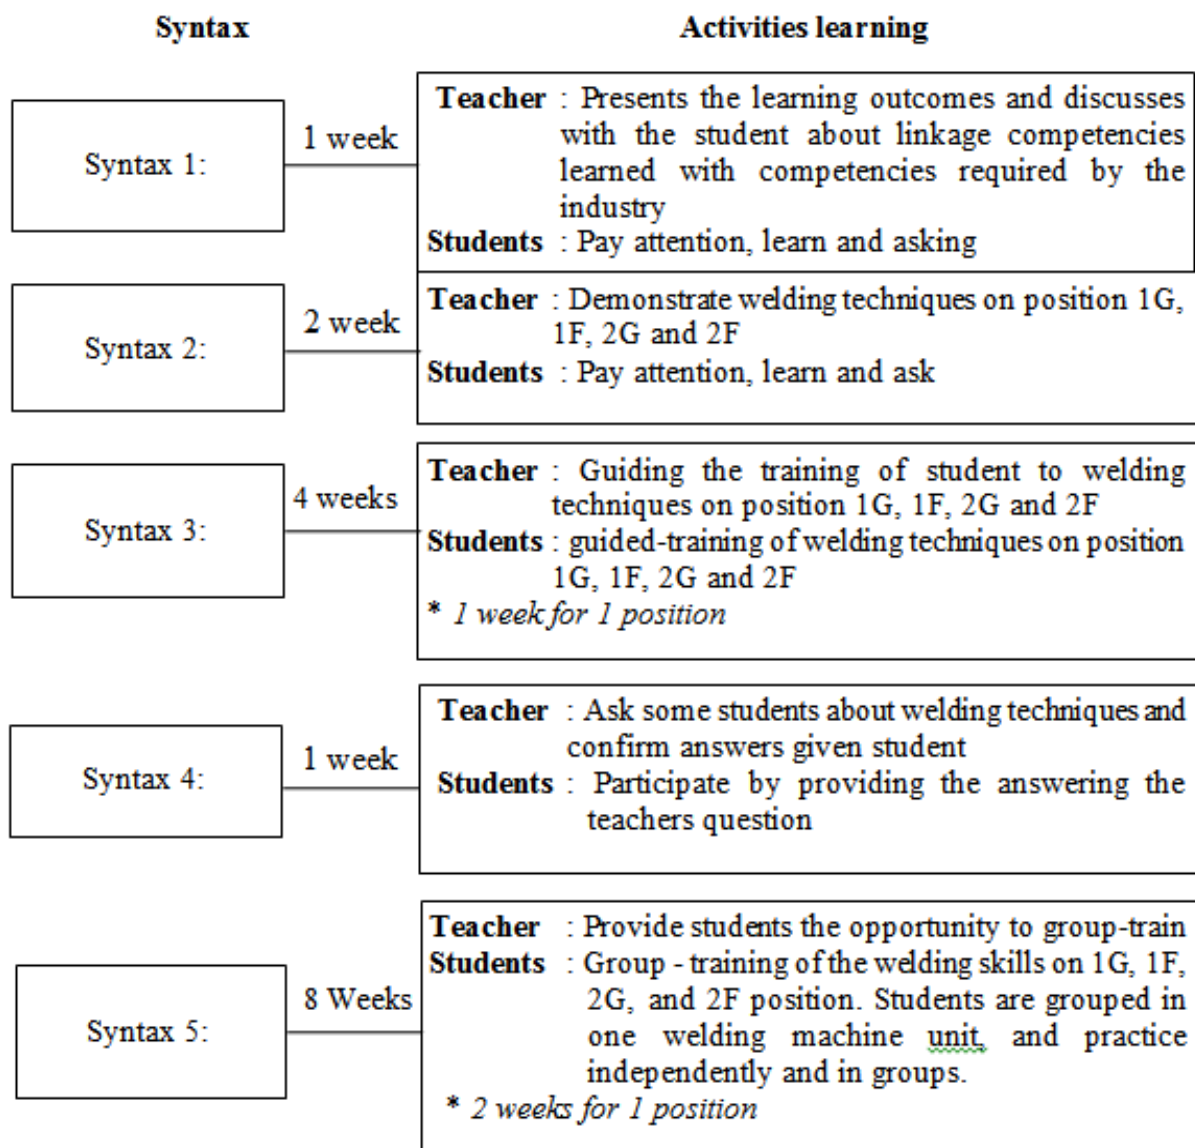 Syntax Activities learning
Syntax 1:
1 week
Teacher : Presents the learning outcomes and discusses
with the student about linkage competencies
learned with competencies required by the
industry
Students : Pay attention, learn and asking
Syntax 2:
2 week
Teacher : Demonstrate welding techniques on position 1G,
1F, 2G and 2F
Students : Pay attention, learn and ask
Syntax 3:
4 weeks
Teacher : Guiding the training of student to welding
techniques on position 1G, 1F, 2G and 2F
Students : guided-training of welding techniques on position
1G, 1F, 2G and 2F
* 1 week for 1 position
Syntax 4:
1 week
Teacher : Ask some students about welding techniques and
confirm answers given student
Students : Participate by providing the answering the
teachers question
Syntax 5:
8 Weeks
Teacher : Provide students the opportunity to group-train
Students : Group - training of the welding skills on 1G, 1F,
2G, and 2F position. Students are grouped in
one welding machine unit, and practice
independently and in groups.
* 2 weeks for 1 position